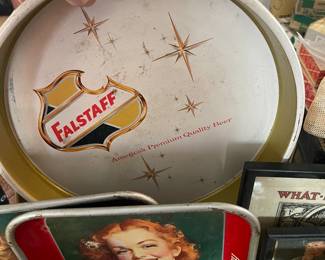 FALSTAFF
America's Premium Quality Beer
WHAT-